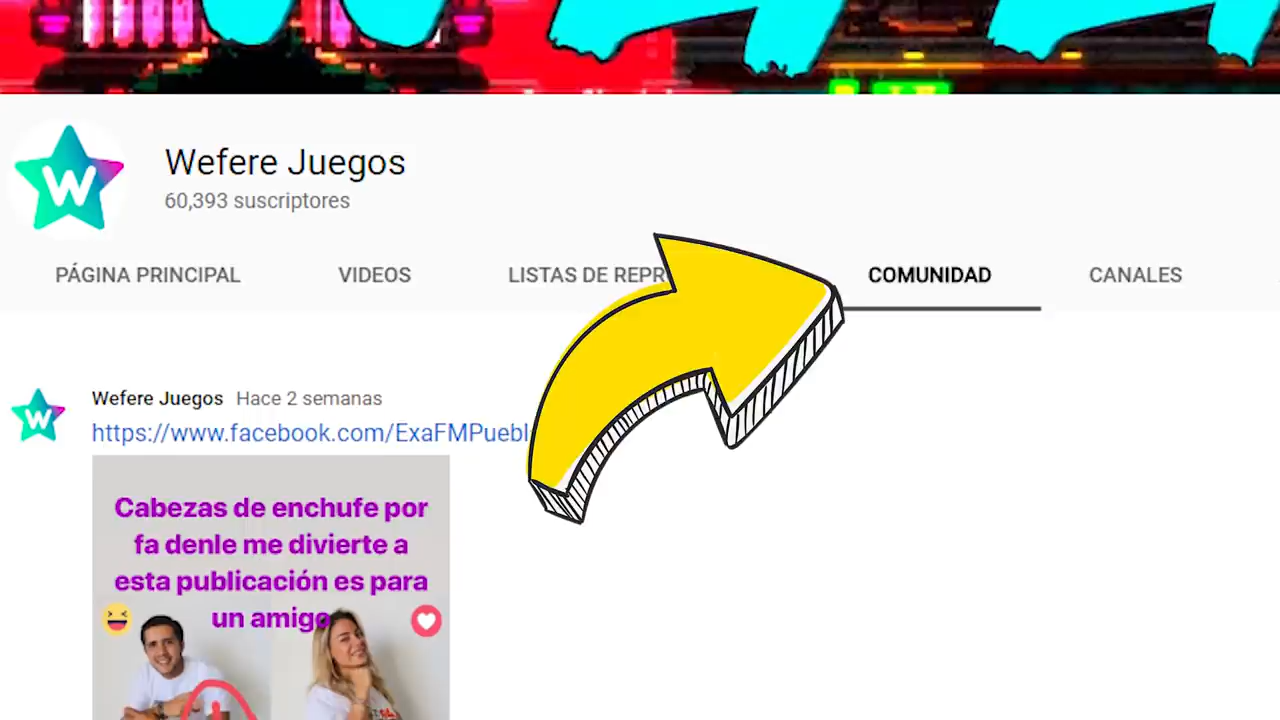 W
Wefere Juegos
60,393 suscriptores
PÁGINA PRINCIPAL VIDEOS LISTAS DE REPR COMUNIDAD CANALES
W
Wefere Juegos Hace 2 semanas
https://www.facebook.com/ExaFMPuebl
Cabezas de enchufe por
fa denle me divierte a
esta publicación es para
un amigo